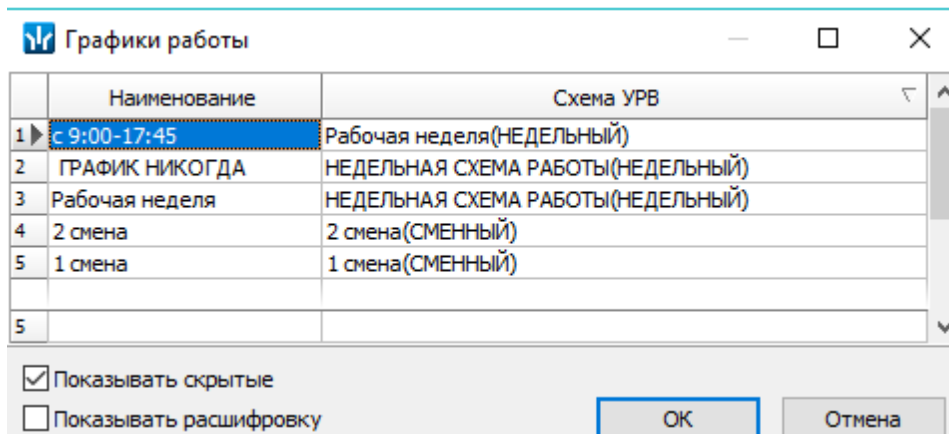 Графики работы
Наименование Схема УРВ
1 с 9:00-17:45 Рабочая неделя(НЕДЕЛЬНЫЙ)
2 ГРАФИК НИКОГДА НЕДЕЛЬНАЯ СХЕМА РАБОТЫ(НЕДЕЛЬНЫЙ)
3 Рабочая неделя НЕДЕЛЬНАЯ СХЕМА РАБОТЫ(НЕДЕЛЬНЫЙ)
4 2 смена 2 смена(СМЕННЫЙ)
5 1 смена 1 смена(СМЕННЫЙ)
5
Показывать скрытые
Показывать расшифровку ОК Отмена